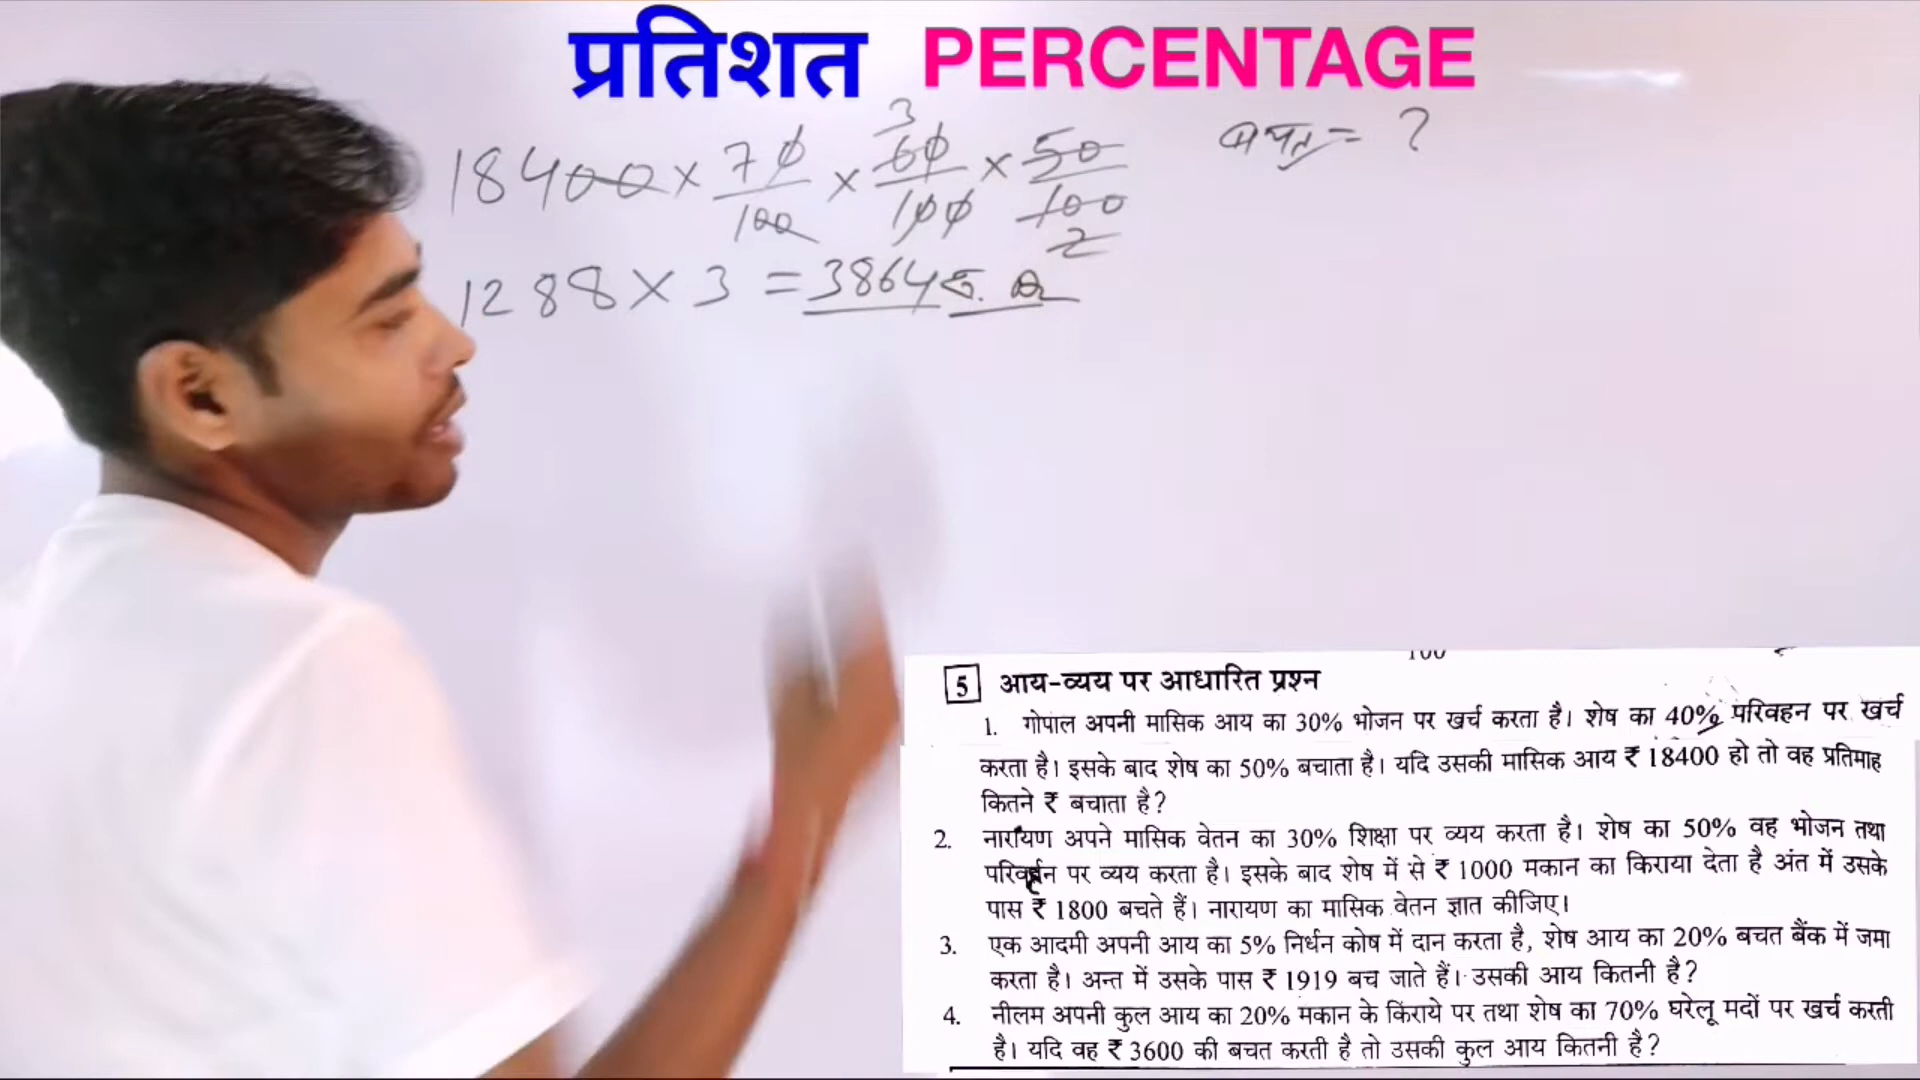 प्रतिशत PERCENTAGE
18400 × 70/100 × 60/100 × 50/100 बचत = ?
3
2
1288 × 3 = 3864
100
5 आय-व्यय पर आधारित प्रश्न
1. गोपाल अपनी मासिक आय का 30% भोजन पर खर्च करता है। शेष का 40% परिवहन पर खर्च
करता है। इसके बाद शेष का 50% बचाता है। यदि उसकी मासिक आय ₹ 18400 हो तो वह प्रतिमाह
कितने ₹ बचाता है?
2. नारायण अपने मासिक वेतन का 30% शिक्षा पर व्यय करता है। शेष का 50% वह भोजन तथा
पर व्यय करता है। इसके बाद शेष में से ₹ 1000 मकान का किराया देता है अंत में उसके
पास ₹ 1800 बचते हैं। नारायण का मासिक वेतन ज्ञात कीजिए।
3. एक आदमी अपनी आय का 5% निर्धन कोष में दान करता है, शेष आय का 20% बचत बैंक में जमा
करता है। अन्त में उसके पास ₹ 1919 बच जाते हैं। उसकी आय कितनी है?
4. नीलम अपनी कुल आय का 20% मकान के किराये पर तथा शेष का 70% घरेलू मदों पर खर्च करती
है। यदि वह ₹ 3600 की बचत करती है तो उसकी कुल आय कितनी है?